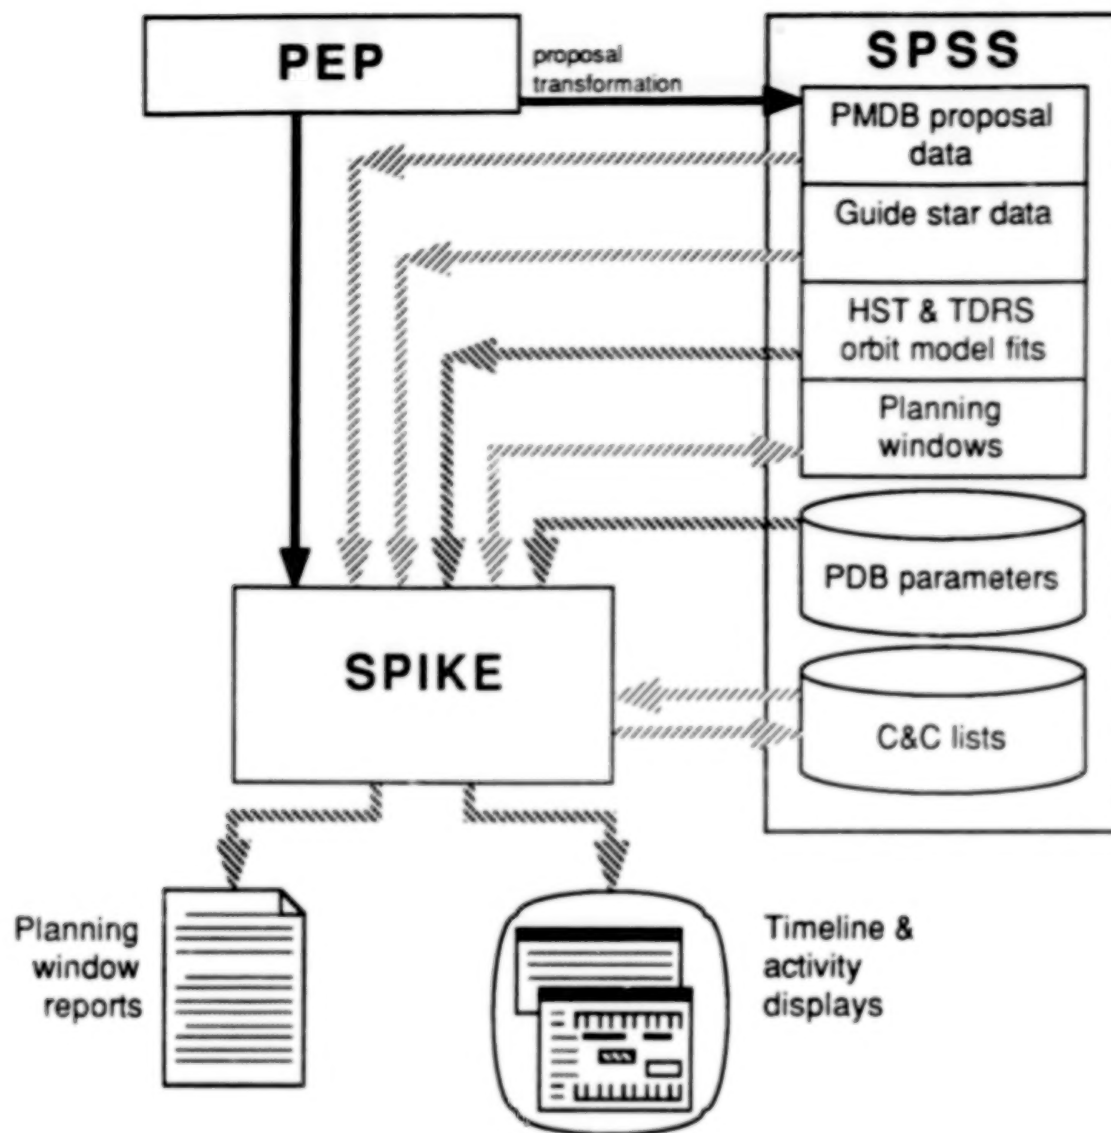 PEP
proposal
transformation
SPSS
PMDB proposal
data
Guide star data
HST & TDRS
orbit model fits
Planning
windows
PDB parameters
SPIKE
C&C lists
Planning
window
reports
Timeline &
activity
displays